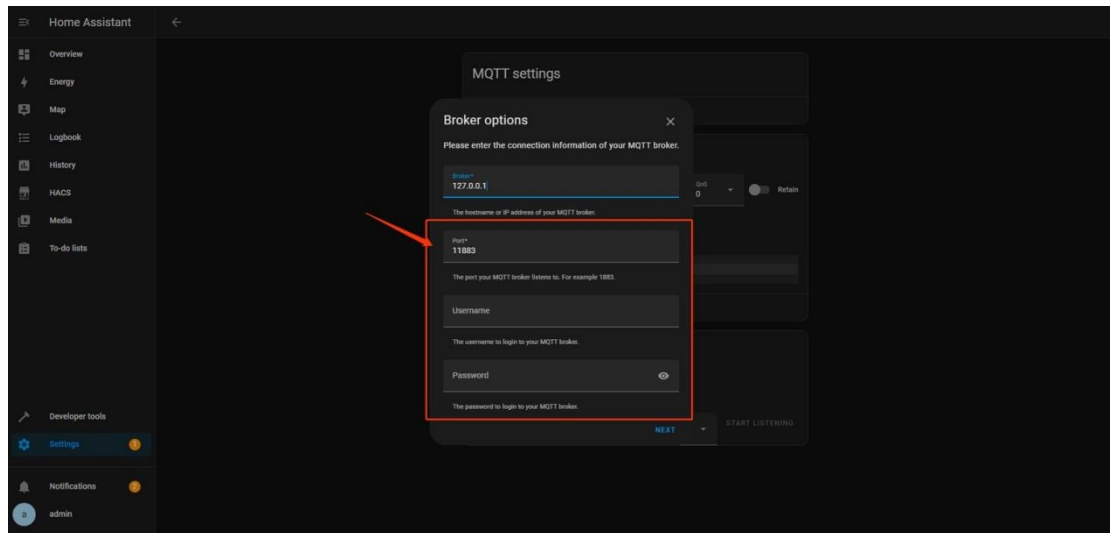 Home Assistant
Overview
Energy
Map
Logbook
History
HACS
Media
To-do lists
Developer tools
Settings 1
Notifications 2
a admin
MQTT settings
QoS
0
Retain
START LISTENING
Broker options
Please enter the connection information of your MQTT broker.
Broker*
127.0.0.1
The hostname or IP address of your MQTT broker.
Port*
11883
The port your MQTT broker listens to. For example 1883.
Username
The username to login to your MQTT broker.
Password
The password to login to your MQTT broker.
NEXT